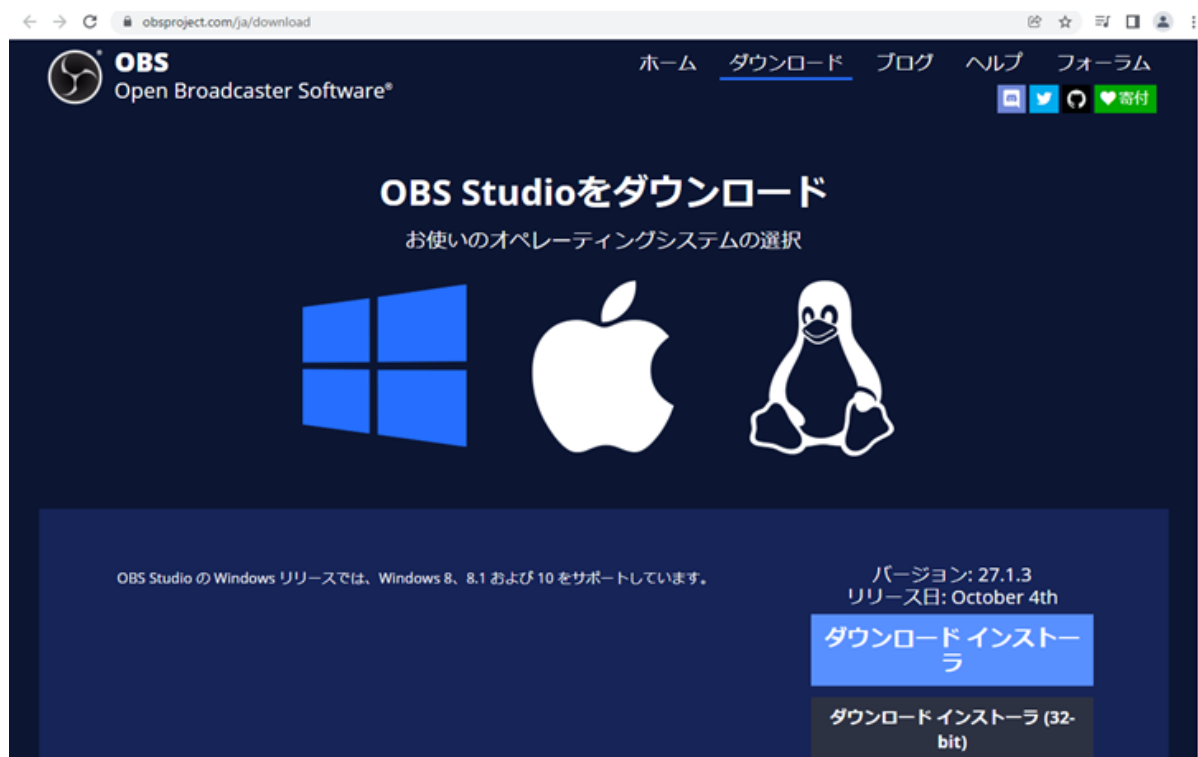 obsproject.com/ja/download
OBS
Open Broadcaster Software®
ホーム ダウンロード ブログ ヘルプ フォーラム
寄付
OBS Studioをダウンロード
お使いのオペレーティングシステムの選択
OBS Studio の Windows リリースでは、Windows 8、8.1 および 10 をサポートしています。
バージョン: 27.1.3
リリース日: October 4th
ダウンロード インストー
ラ
ダウンロード インストーラ (32-
bit)